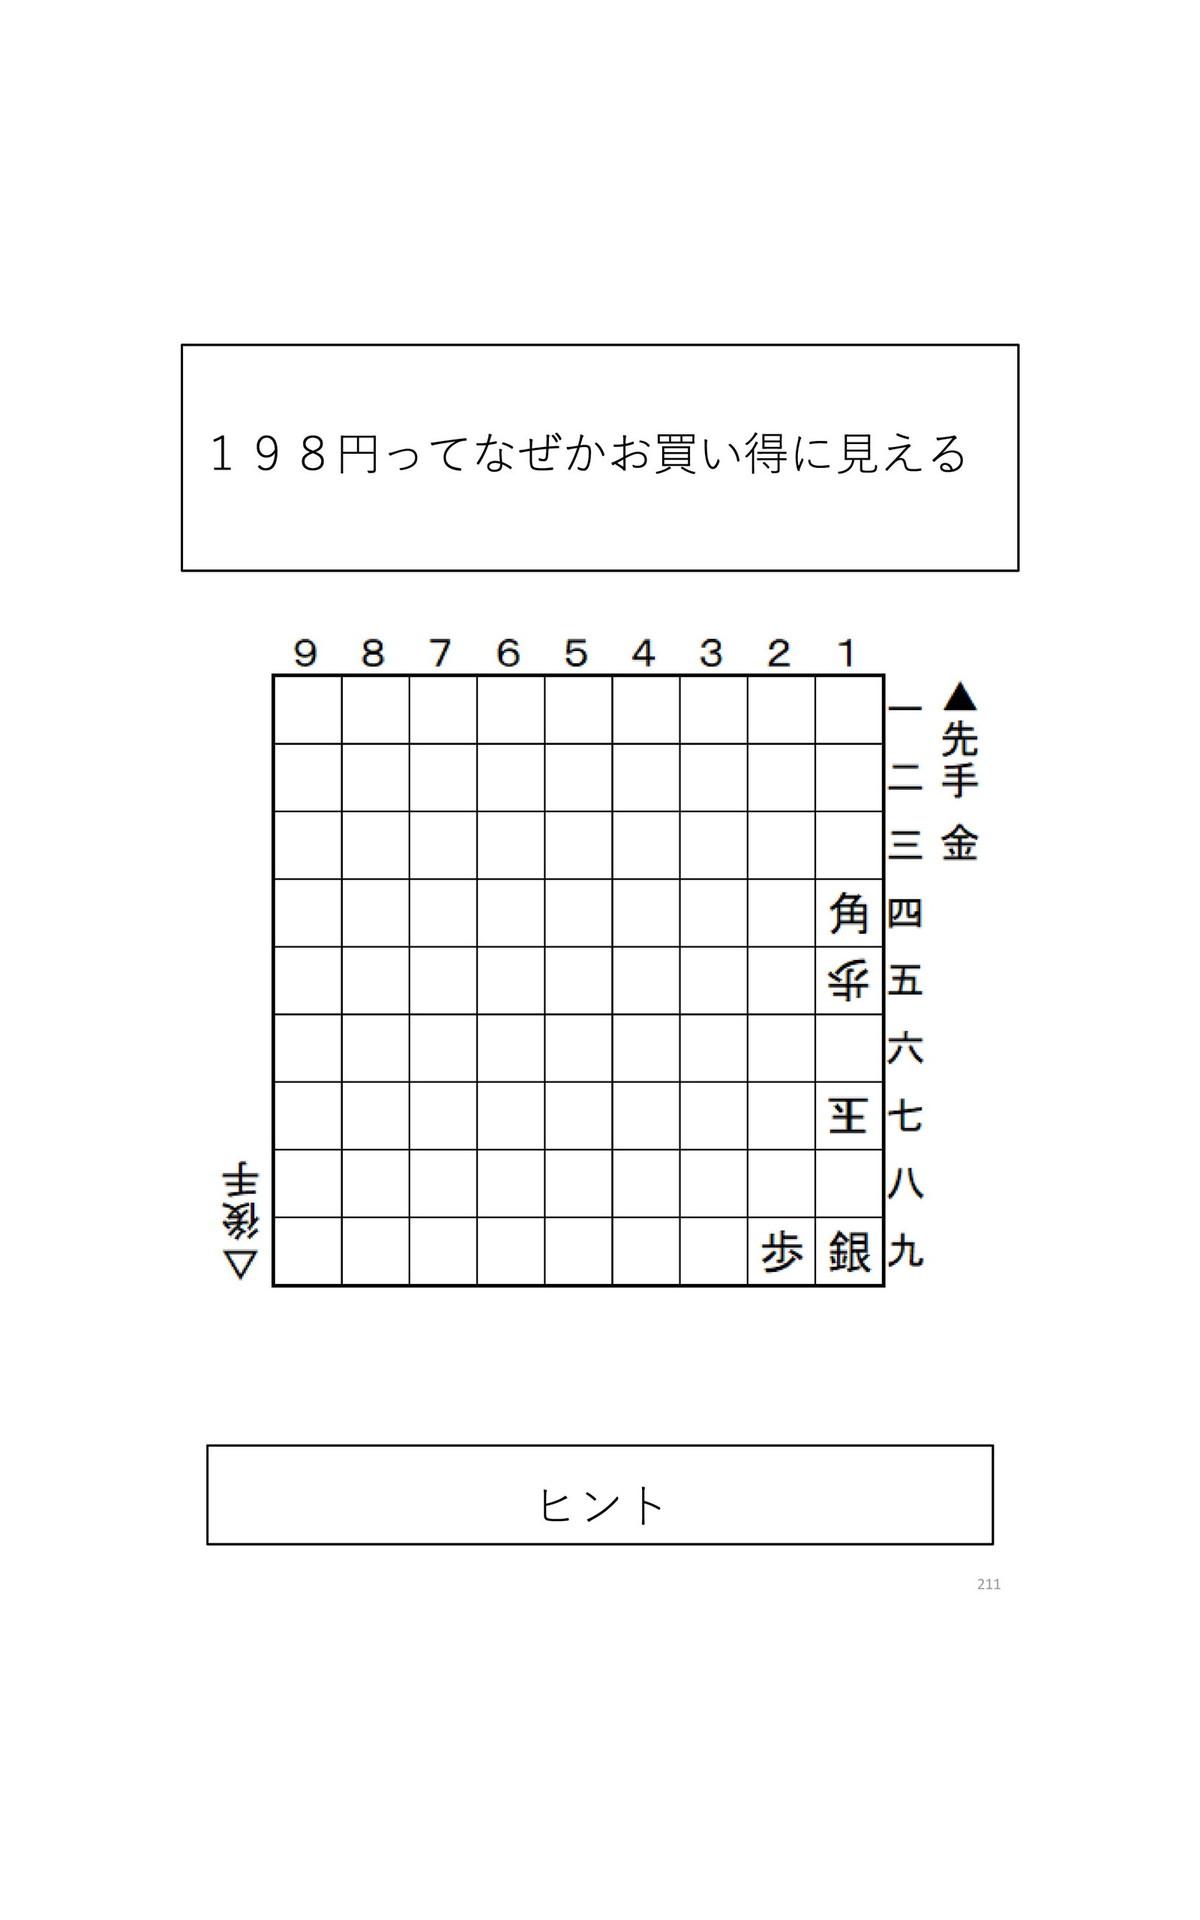 １９８円ってなぜかお買い得に見える
9 8 7 6 5 4 3 2 1
一
二
三
角 四
歩 五
六
王 七
八
歩 銀 九
▲先手 金
△後手
ヒント
211